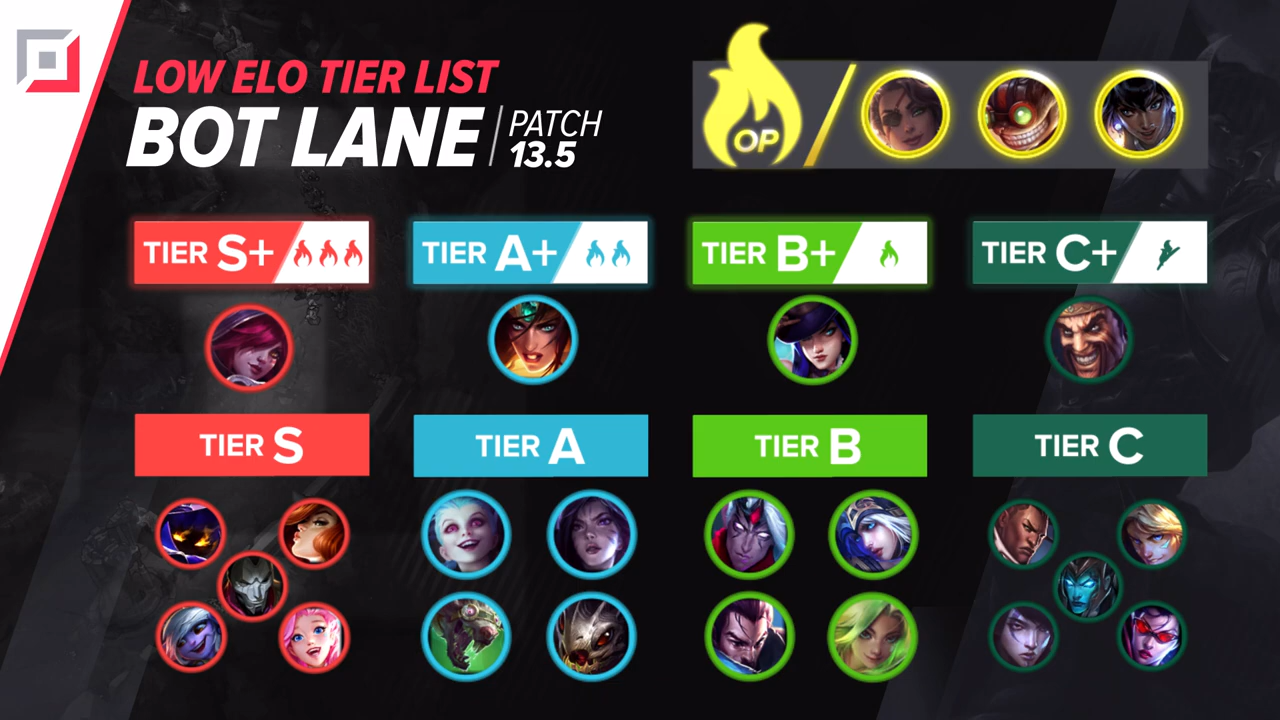 LOW ELO TIER LIST
BOT LANE
PATCH
13.5
OP
TIER S+
TIER A+
TIER B+
TIER C+
TIER S
TIER A
TIER B
TIER C